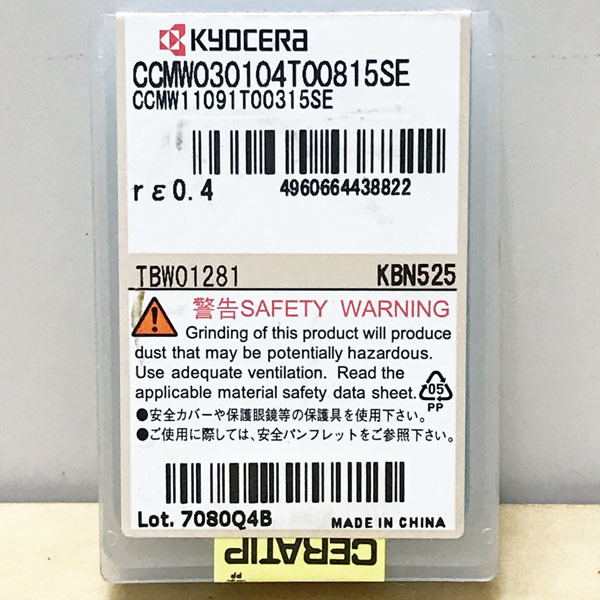 KYOCERA
CCMW030104T00815SE
CCMW11091T00315SE
rε0.4
4960664438822
TBW01281 KBN525
警告SAFETY WARNING
Grinding of this product will produce
dust that may be potentially hazardous.
Use adequate ventilation. Read the
applicable material safety data sheet.
05
PP
●安全カバーや保護眼鏡等の保護具を使用下さい。
●ご使用に際しては、安全パンフレットをご参照下さい。
Lot. 7080Q4B MADE IN CHINA
CERATIP
PP